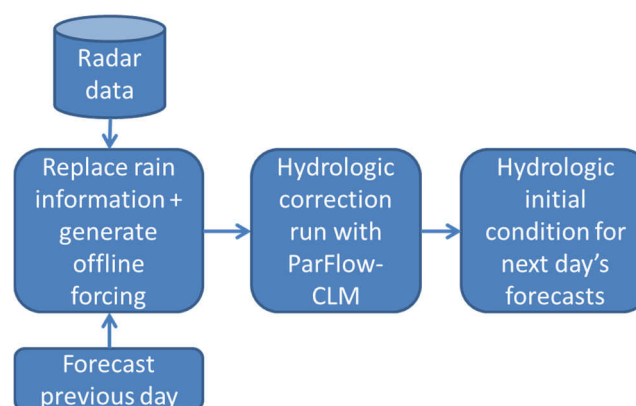 Radar
data
Replace rain
information +
generate
offline
forcing
Hydrologic
correction
run with
ParFlow-
CLM
Hydrologic
initial
condition for
next day's
forecasts
Forecast
previous day